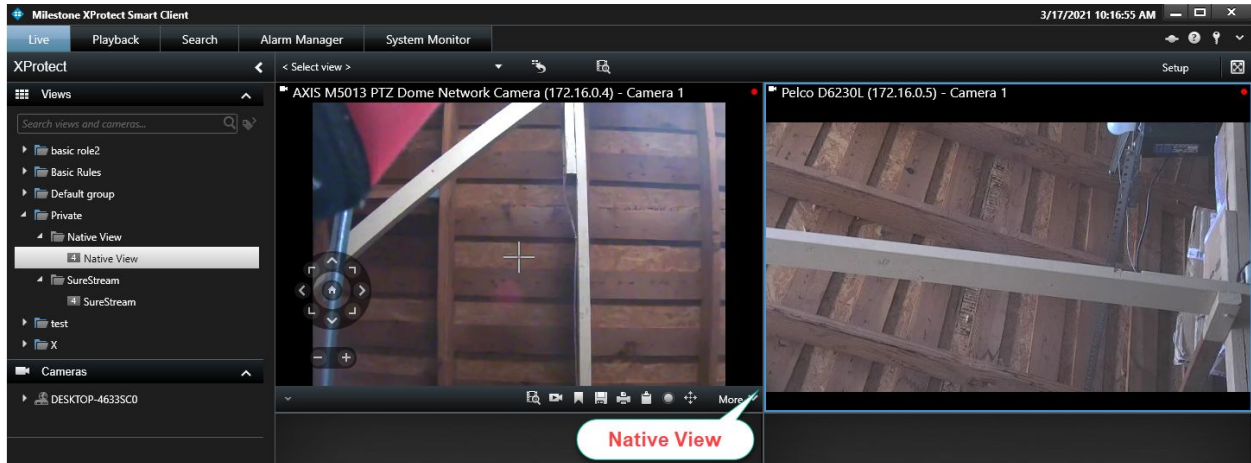 Milestone XProtect Smart Client
3/17/2021 10:16:55 AM
Live Playback Search Alarm Manager System Monitor
XProtect
< Select view >
Setup
Views
AXIS M5013 PTZ Dome Network Camera (172.16.0.4) - Camera 1
Pelco D6230L (172.16.0.5) - Camera 1
Search views and cameras...
basic role2
Basic Rules
Default group
Private
Native View
4 Native View
SureStream
4 SureStream
test
X
Cameras
DESKTOP-4633SC0
More
Native View